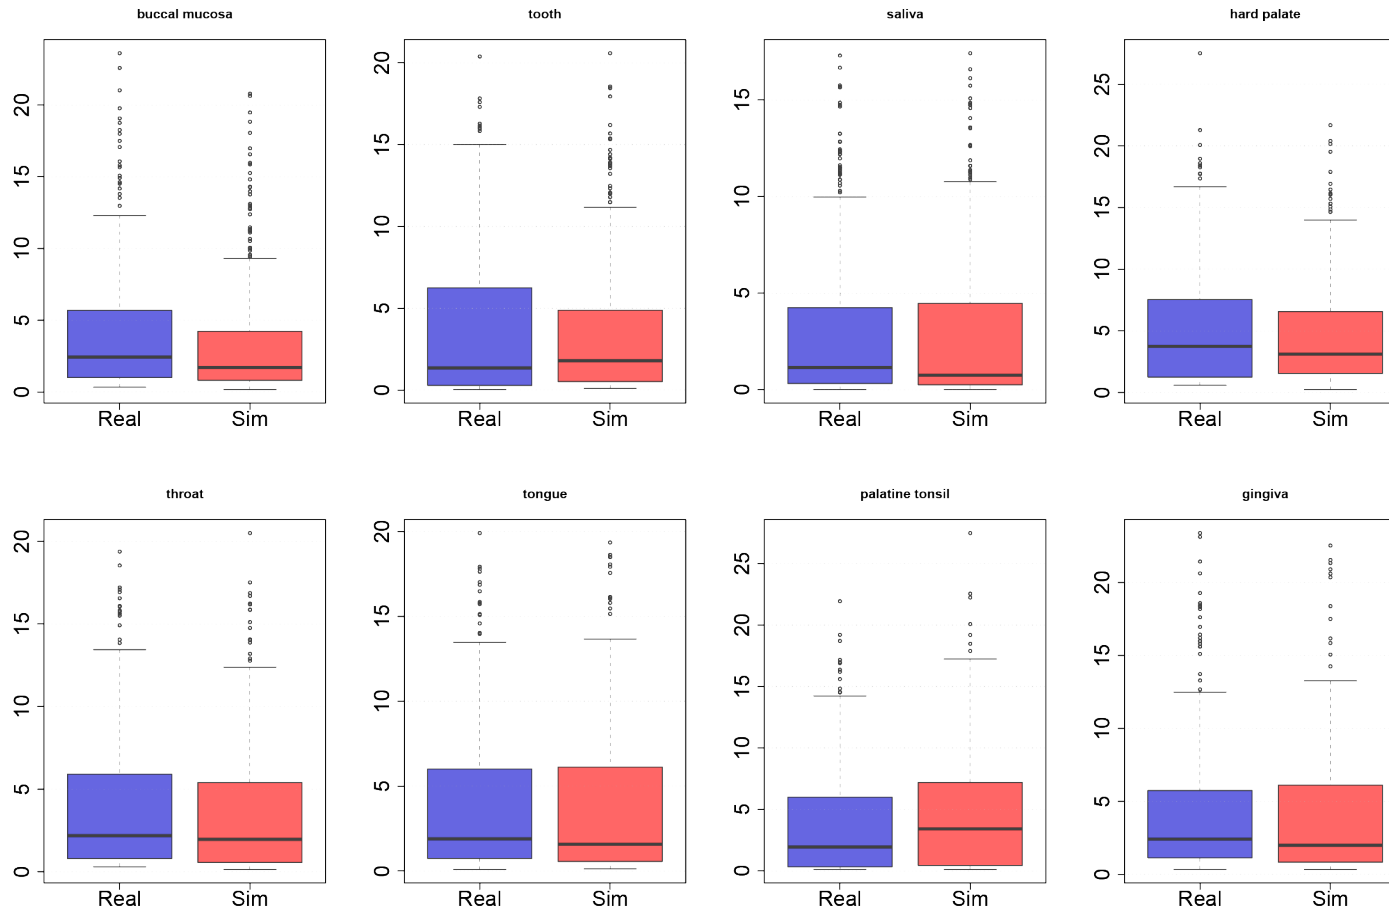 buccal mucosa
tooth
saliva
hard palate
0 5 10 15 20
0 5 10 15 20
0 5 10 15
0 5 10 15 20 25
Real Sim
Real Sim
Real Sim
Real Sim
throat
tongue
palatine tonsil
gingiva
0 5 10 15 20
0 5 10 15 20
0 5 10 15 20 25
0 5 10 15 20
Real Sim
Real Sim
Real Sim
Real Sim